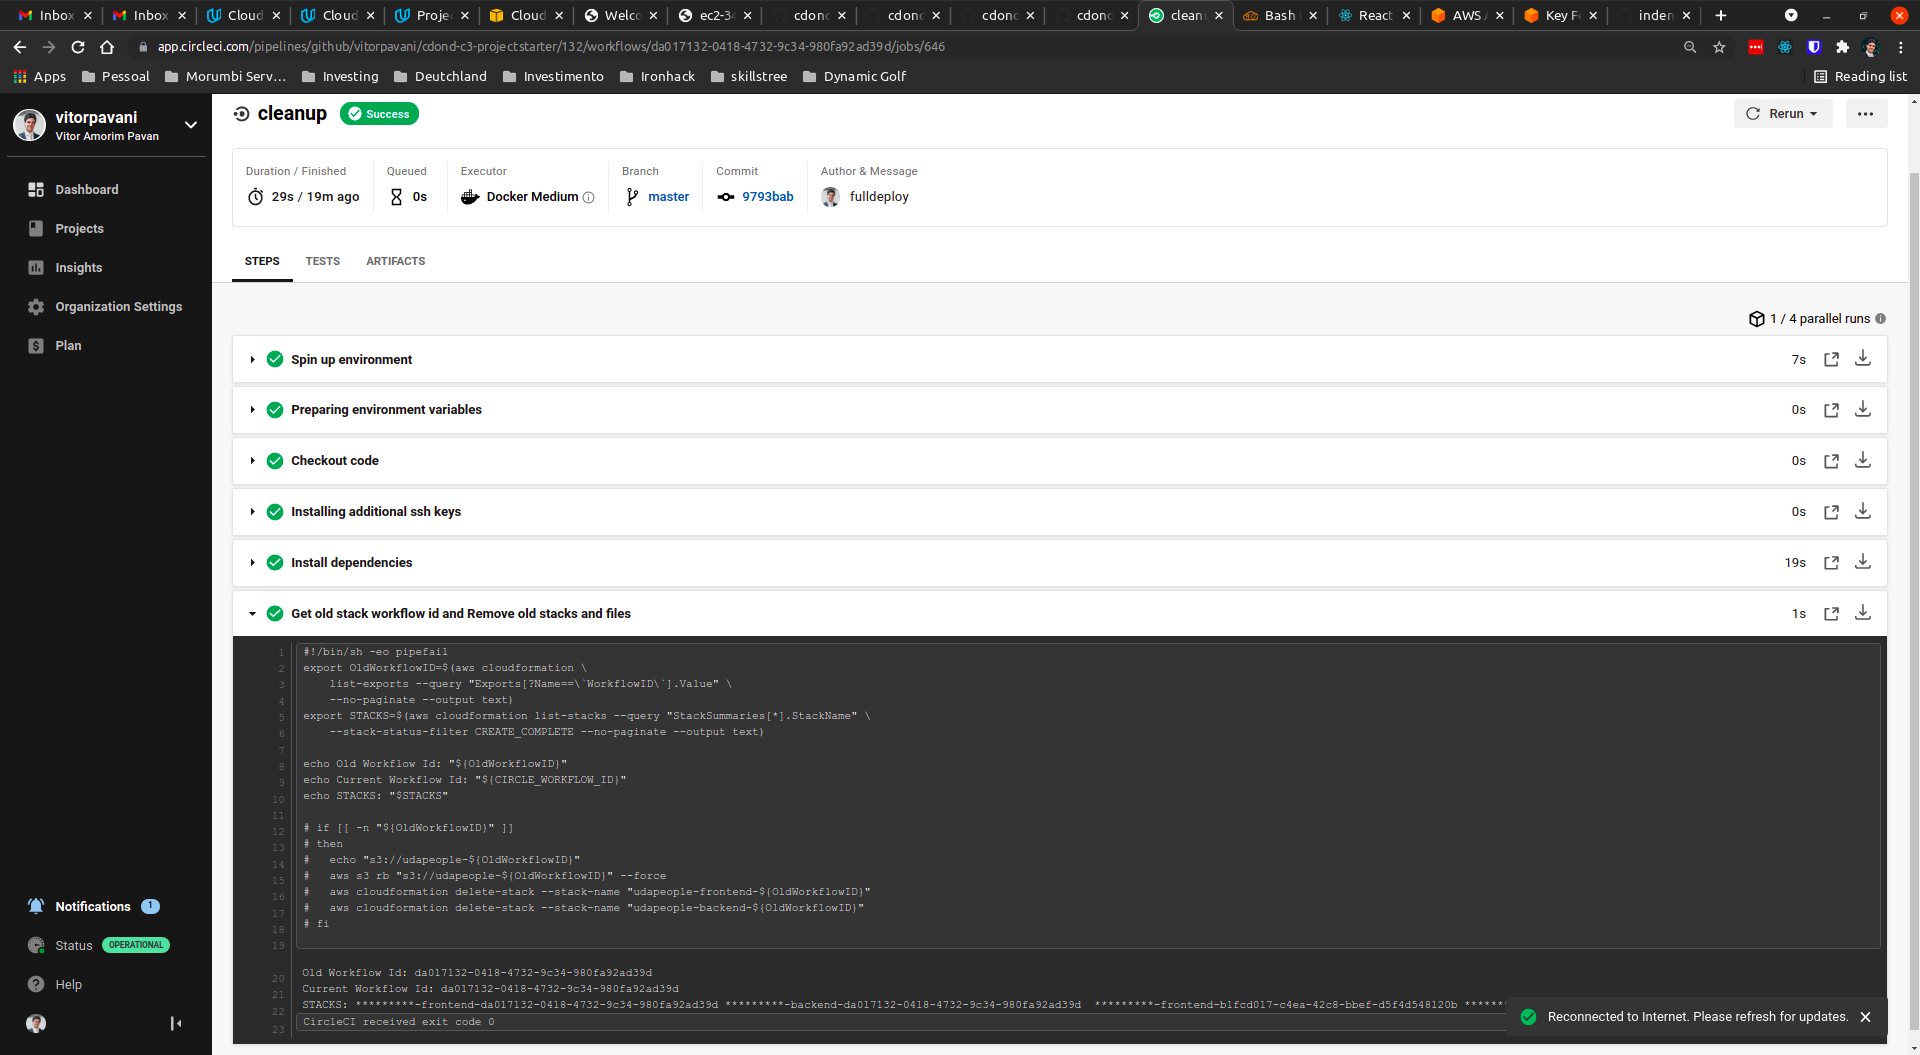 Inbox
Inbox
Cloud
Cloud
Proje
Cloud
Welco
ec2-34
cdond
cdond
cdond
cdond
clean
Bash
React
AWS
Key Fe
inden
app.circleci.com/pipelines/github/vitorpavani/cdond-c3-projectstarter/132/workflows/da017132-0418-4732-9c34-980fa92ad39d/jobs/646
Apps
Pessoal
Morumbi Serv...
Investing
Deutchland
Investimento
Ironhack
skillstree
Dynamic Golf
Reading list
vitorpavani
Vitor Amorim Pavan
Dashboard
Projects
Insights
Organization Settings
Plan
Notifications 1
Status OPERATIONAL
Help
cleanup
Success
Rerun
Duration / Finished
29s / 19m ago
Queued
0s
Executor
Docker Medium
Branch
master
Commit
9793bab
Author & Message
fulldeploy
STEPS
TESTS
ARTIFACTS
1 / 4 parallel runs
Spin up environment 7s
Preparing environment variables 0s
Checkout code 0s
Installing additional ssh keys 0s
Install dependencies 19s
Get old stack workflow id and Remove old stacks and files 1s
1 #!/bin/sh -eo pipefail
2 export OldWorkflowID=$(aws cloudformation \
3 list-exports --query "Exports[?Name==\`WorkflowID\`].Value" \
4 --no-paginate --output text)
5 export STACKS=$(aws cloudformation list-stacks --query "StackSummaries[*].StackName" \
6 --stack-status-filter CREATE_COMPLETE --no-paginate --output text)
7
8 echo Old Workflow Id: "${OldWorkflowID}"
9 echo Current Workflow Id: "${CIRCLE_WORKFLOW_ID}"
10 echo STACKS: "$STACKS"
11
12 # if [[ -n "${OldWorkflowID}" ]]
13 # then
14 #   echo "s3://udapeople-${OldWorkflowID}"
15 #   aws s3 rb "s3://udapeople-${OldWorkflowID}" --force
16 #   aws cloudformation delete-stack --stack-name "udapeople-frontend-${OldWorkflowID}"
17 #   aws cloudformation delete-stack --stack-name "udapeople-backend-${OldWorkflowID}"
18 # fi
19
20 Old Workflow Id: da017132-0418-4732-9c34-980fa92ad39d
21 Current Workflow Id: da017132-0418-4732-9c34-980fa92ad39d
22 STACKS: *********-frontend-da017132-0418-4732-9c34-980fa92ad39d *********-backend-da017132-0418-4732-9c34-980fa92ad39d  *********-frontend-b1fcd017-c4ea-42c8-bbef-d5f4d548120b ******
23 CircleCI received exit code 0
Reconnected to Internet. Please refresh for updates.